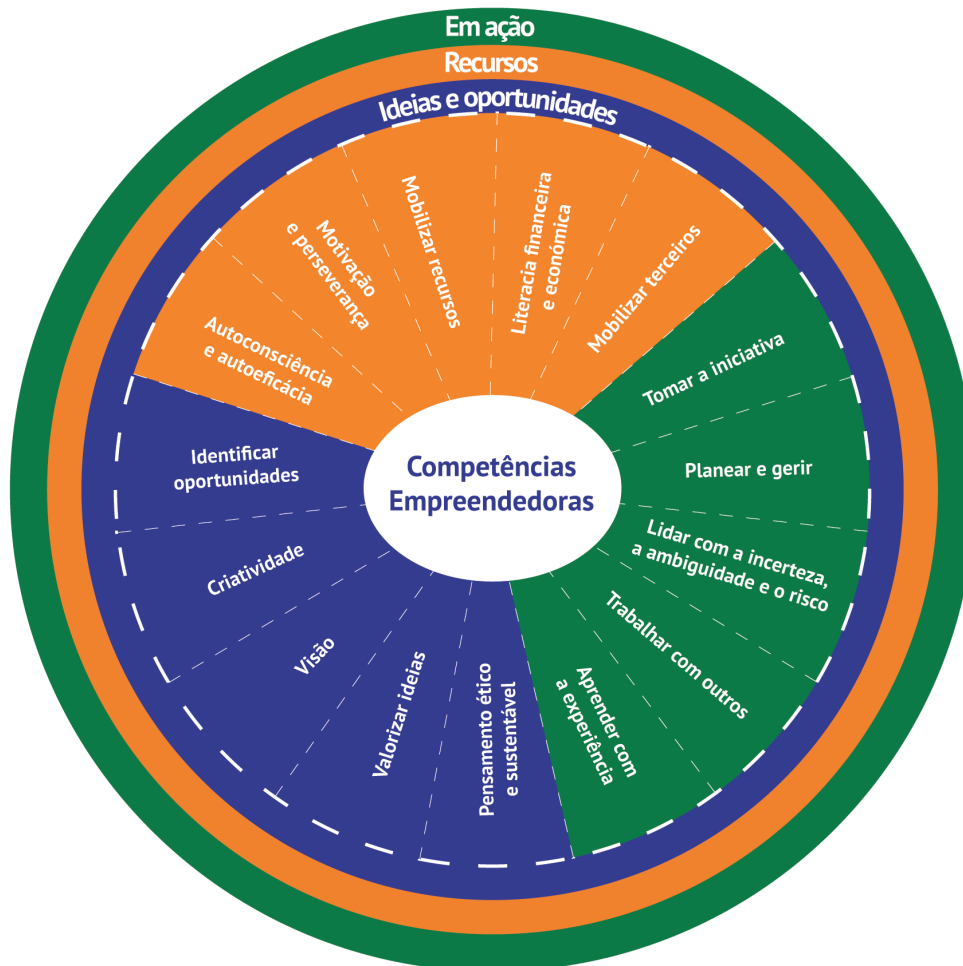 Em ação
Recursos
Ideias e oportunidades
Autoconsciência
e autoeficácia
Motivação
e perseverança
Mobilizar recursos
Literacia financeira
e económica
Mobilizar terceiros
Tomar a iniciativa
Planear e gerir
Lidar com a incerteza,
a ambiguidade e o risco
Trabalhar com outros
Aprender com
a experiência
Pensamento ético
e sustentável
Valorizar ideias
Visão
Criatividade
Identificar
oportunidades
Competências
Empreendedoras